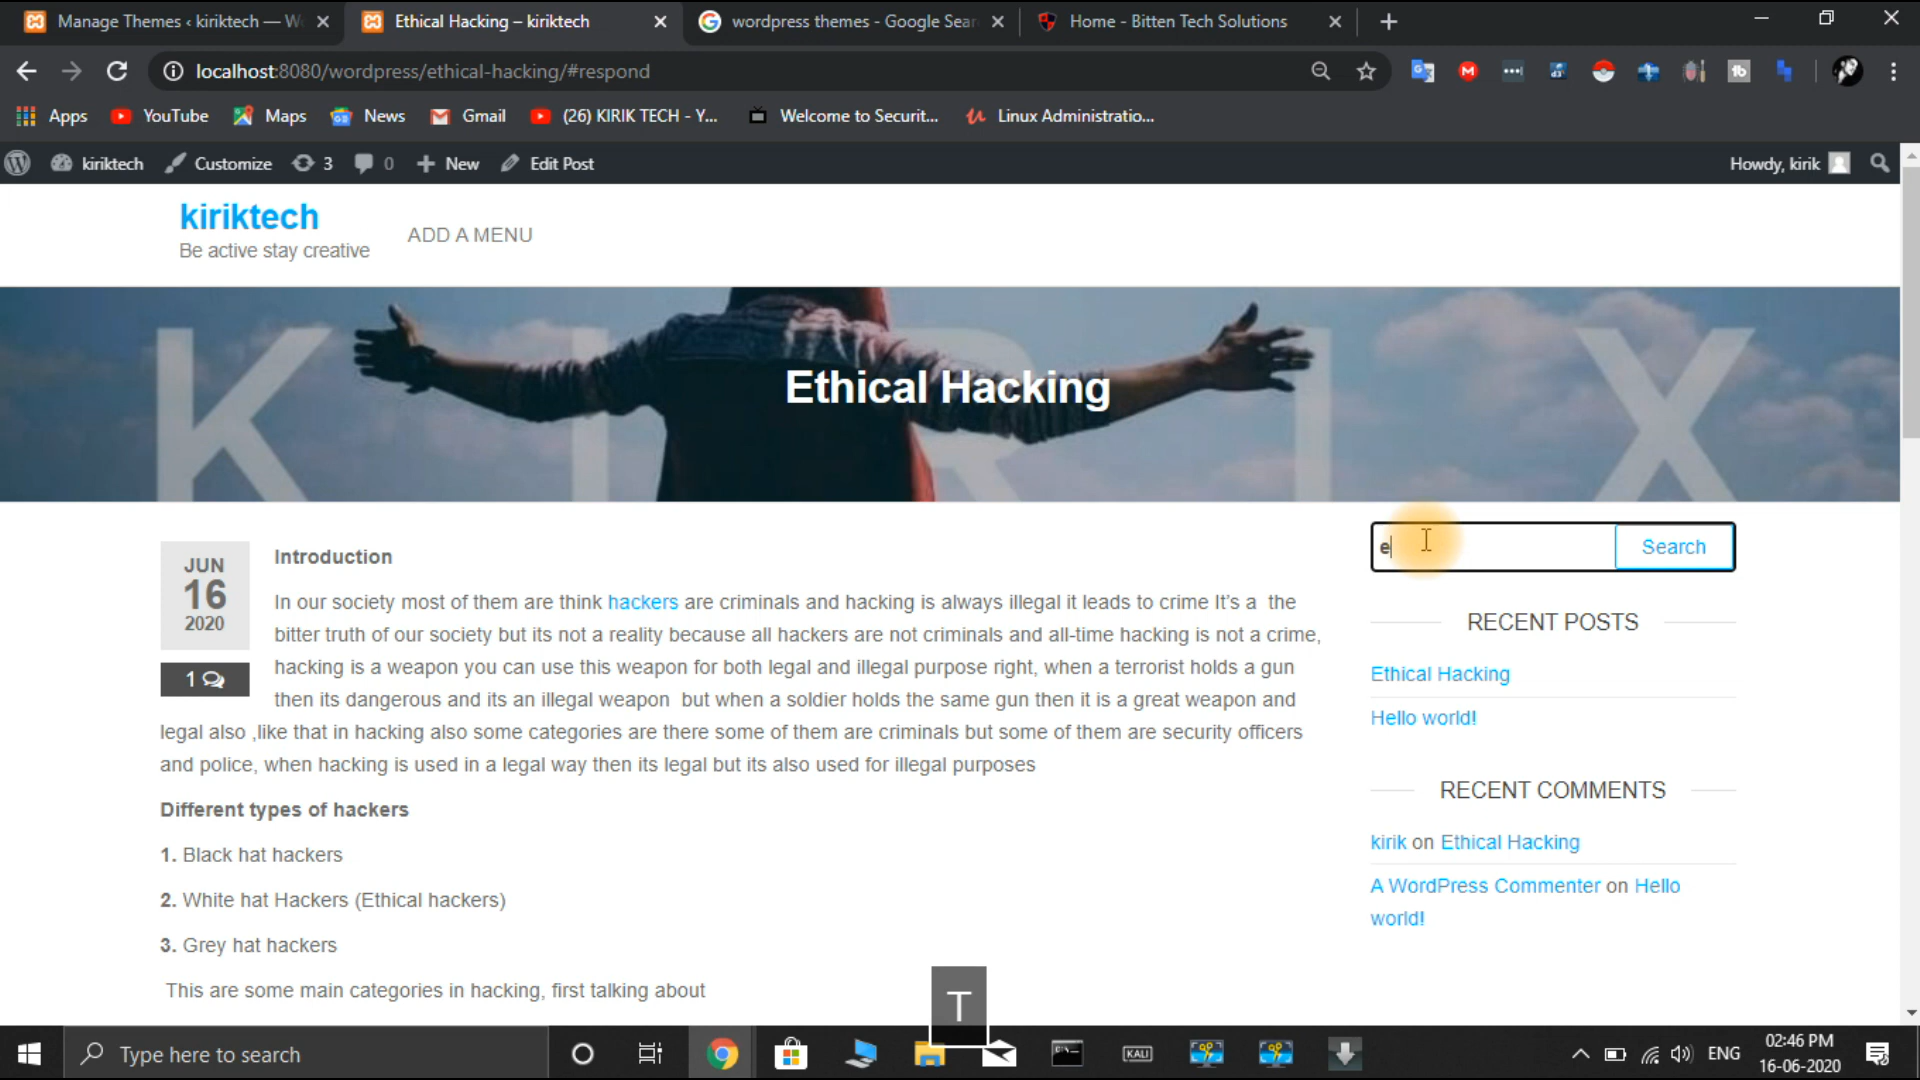 Manage Themes ‹ kiriktech — W
Ethical Hacking – kiriktech
wordpress themes - Google Sear
Home - Bitten Tech Solutions
localhost:8080/wordpress/ethical-hacking/#respond
Apps
YouTube
Maps
News
Gmail
(26) KIRIK TECH - Y...
Welcome to Securit...
Linux Administratio...
kiriktech
Customize
3
0
New
Edit Post
Howdy, kirik
kiriktech
Be active stay creative
ADD A MENU
K I R I X
Ethical Hacking
e
Search
JUN
16
2020
1
Introduction
In our society most of them are think hackers are criminals and hacking is always illegal it leads to crime It's a the
bitter truth of our society but its not a reality because all hackers are not criminals and all-time hacking is not a crime,
hacking is a weapon you can use this weapon for both legal and illegal purpose right, when a terrorist holds a gun
then its dangerous and its an illegal weapon but when a soldier holds the same gun then it is a great weapon and
legal also ,like that in hacking also some categories are there some of them are criminals but some of them are security officers
and police, when hacking is used in a legal way then its legal but its also used for illegal purposes
Different types of hackers
1. Black hat hackers
2. White hat Hackers (Ethical hackers)
3. Grey hat hackers
This are some main categories in hacking, first talking about
RECENT POSTS
Ethical Hacking
Hello world!
RECENT COMMENTS
kirik on Ethical Hacking
A WordPress Commenter on Hello
world!
T
Type here to search
KALI
ENG
02:46 PM
16-06-2020